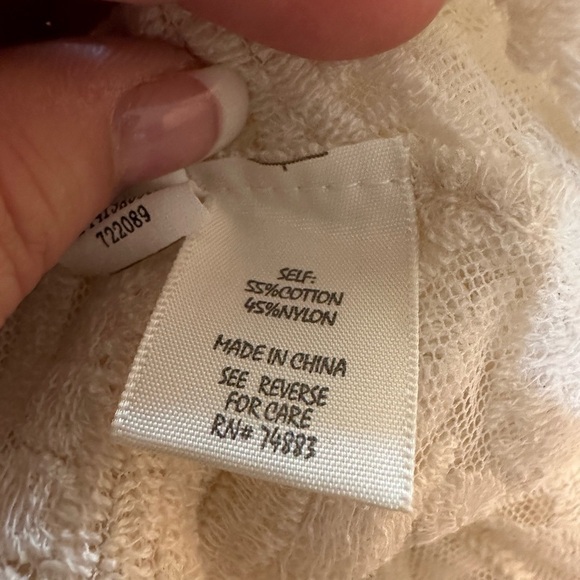 722089
SELF:
55%COTTON
45%NYLON
MADE IN CHINA
SEE REVERSE
FOR CARE
RN# 74883